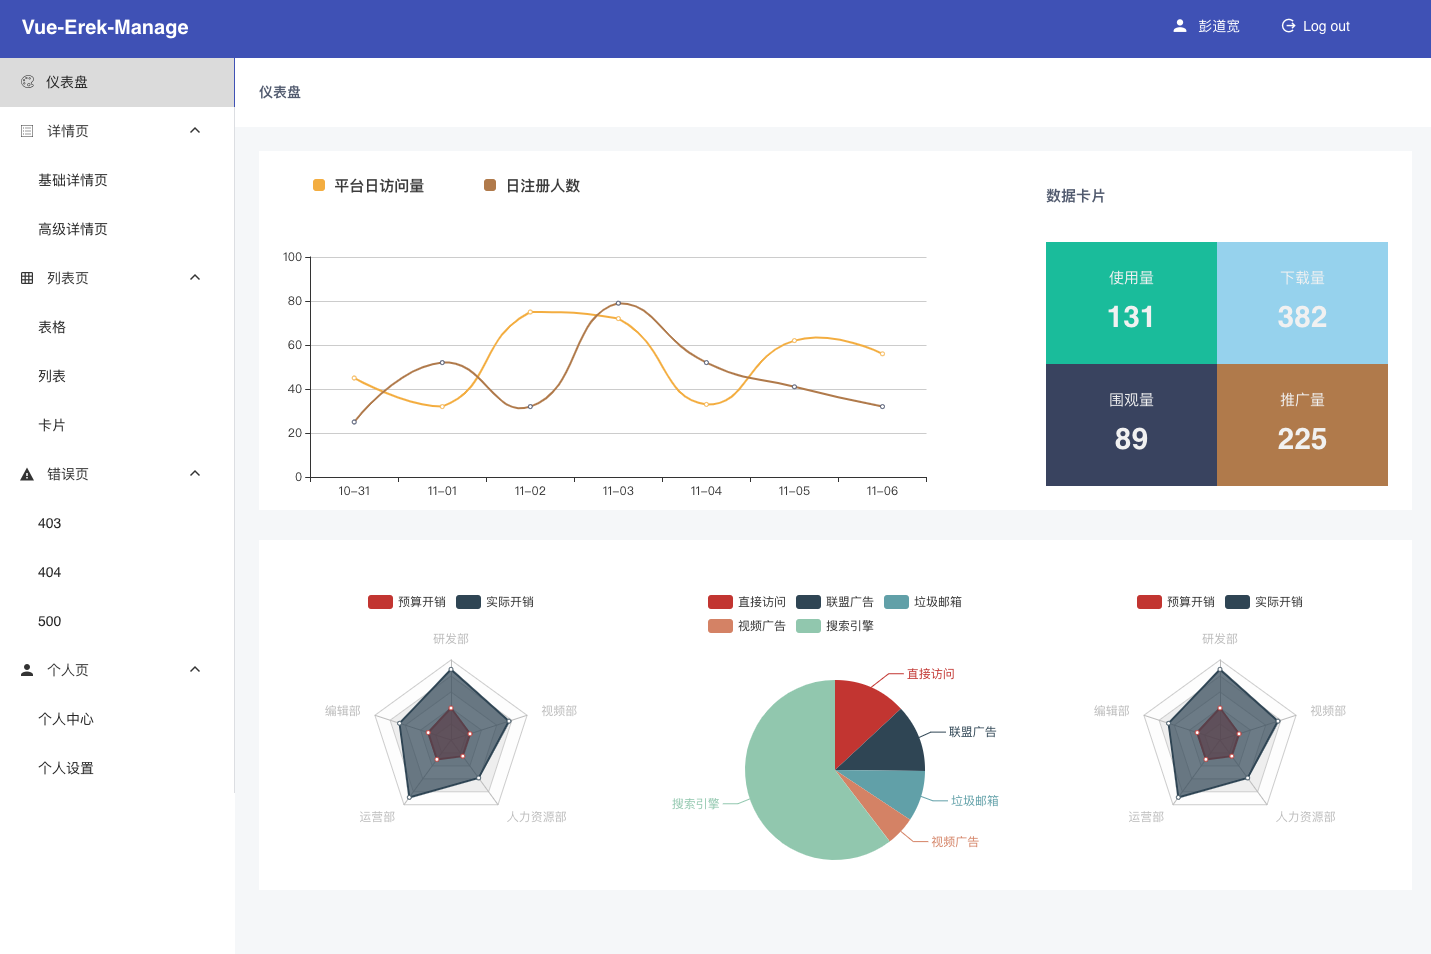 Vue-Erek-Manage
彭道宽
Log out
仪表盘
详情页
基础详情页
高级详情页
列表页
表格
列表
卡片
错误页
403
404
500
个人页
个人中心
个人设置
仪表盘
平台日访问量 日注册人数
100
80
60
40
20
0
10-31 11-01 11-02 11-03 11-04 11-05 11-06
数据卡片
使用量
131
下载量
382
围观量
89
推广量
225
预算开销 实际开销
研发部
编辑部
视频部
运营部
人力资源部
直接访问 联盟广告 垃圾邮箱
视频广告 搜索引擎
直接访问
联盟广告
垃圾邮箱
搜索引擎
视频广告
预算开销 实际开销
研发部
编辑部
视频部
运营部
人力资源部